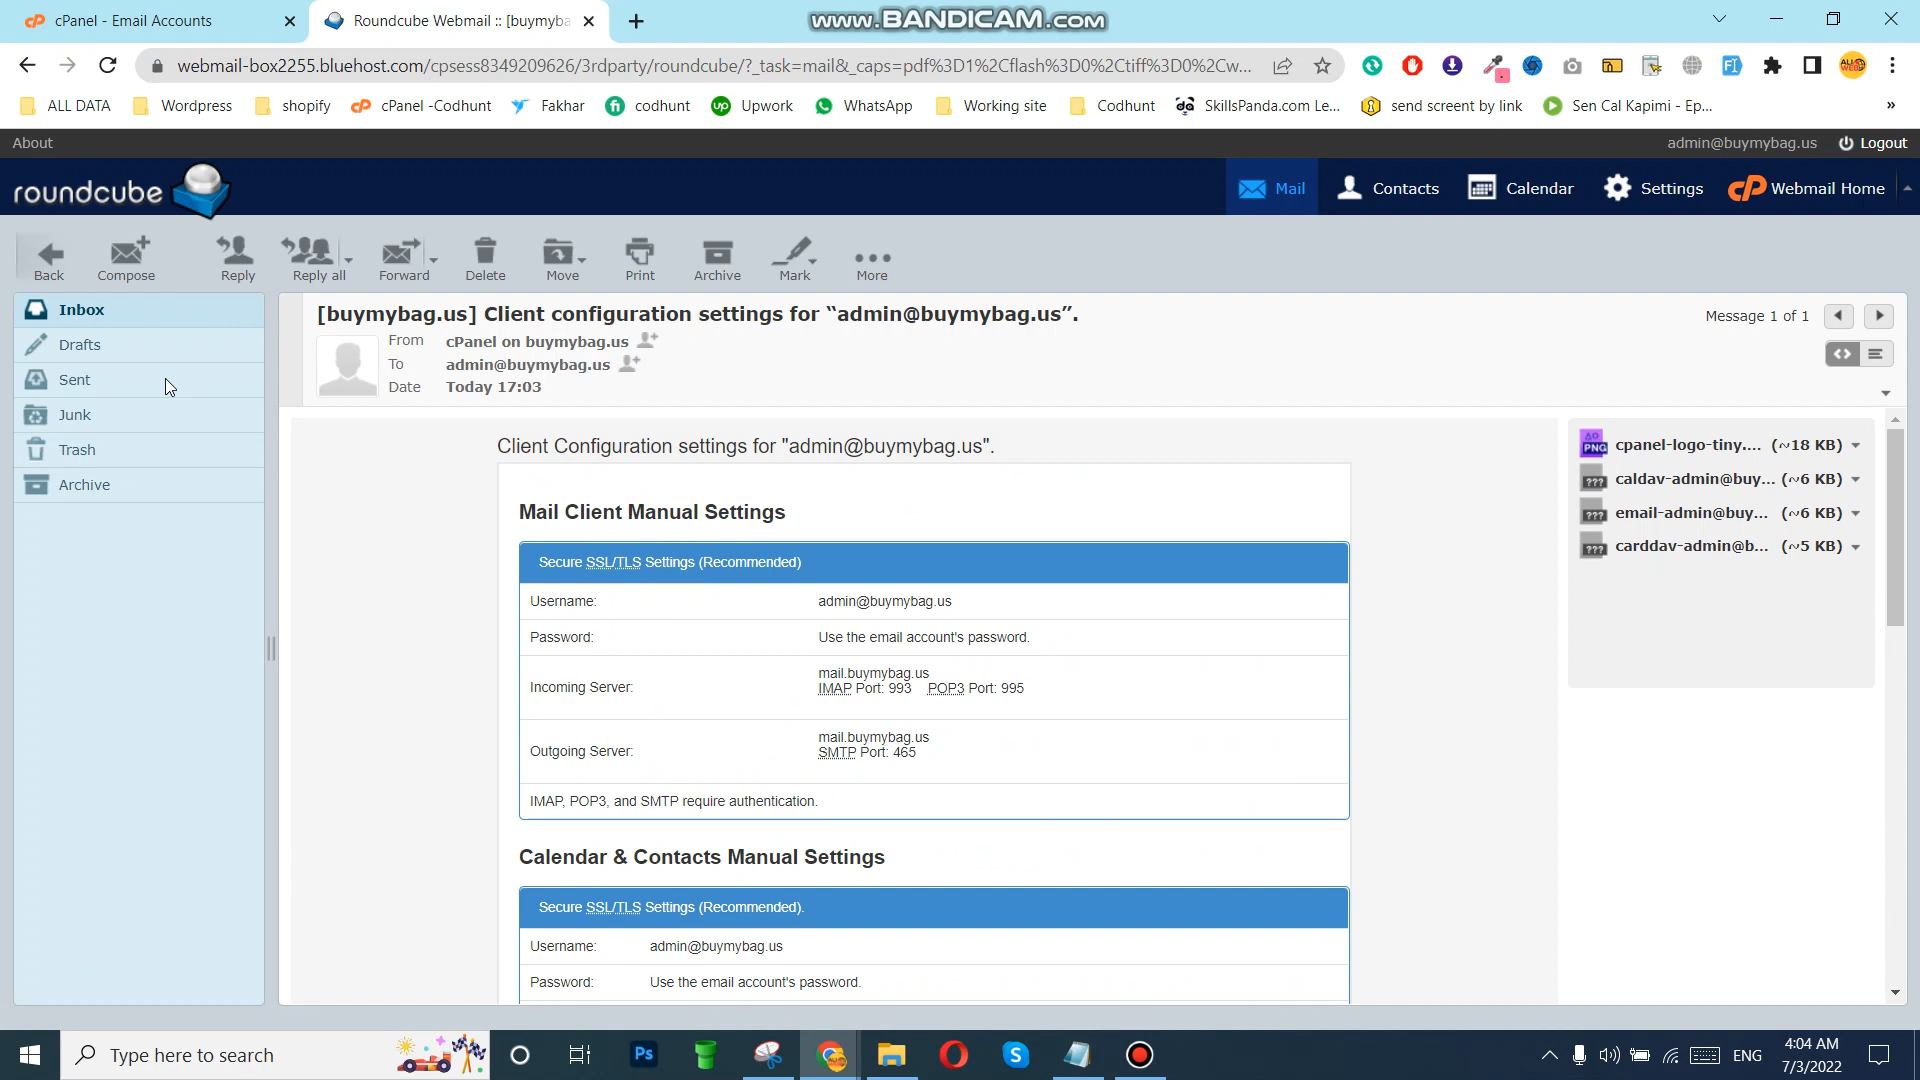 cPanel - Email Accounts
Roundcube Webmail :: [buymyba
www.BANDICAM.com
webmail-box2255.bluehost.com/cpsess8349209626/3rdparty/roundcube/?_task=mail&_caps=pdf%3D1%2Cflash%3D0%2Ctiff%3D0%2Cw...
ALL DATA
Wordpress
shopify
cPanel -Codhunt
Fakhar
codhunt
Upwork
WhatsApp
Working site
Codhunt
SkillsPanda.com Le...
send screent by link
Sen Cal Kapimi - Ep...
»
About
admin@buymybag.us
Logout
roundcube
Mail
Contacts
Calendar
Settings
cP Webmail Home
Back
Compose
Reply
Reply all
Forward
Delete
Move
Print
Archive
Mark
More
Inbox
Drafts
Sent
Junk
Trash
Archive
[buymybag.us] Client configuration settings for “admin@buymybag.us”.
Message 1 of 1
From cPanel on buymybag.us
To admin@buymybag.us
Date Today 17:03
Client Configuration settings for "admin@buymybag.us".
Mail Client Manual Settings
Secure SSL/TLS Settings (Recommended)
Username: admin@buymybag.us
Password: Use the email account's password.
Incoming Server: mail.buymybag.us
IMAP Port: 993 POP3 Port: 995
Outgoing Server: mail.buymybag.us
SMTP Port: 465
IMAP, POP3, and SMTP require authentication.
Calendar & Contacts Manual Settings
Secure SSL/TLS Settings (Recommended).
Username: admin@buymybag.us
Password: Use the email account's password.
PNG cpanel-logo-tiny.... (~18 KB)
??? caldav-admin@buy... (~6 KB)
??? email-admin@buy... (~6 KB)
??? carddav-admin@b... (~5 KB)
Type here to search
Ps
ENG
4:04 AM
7/3/2022